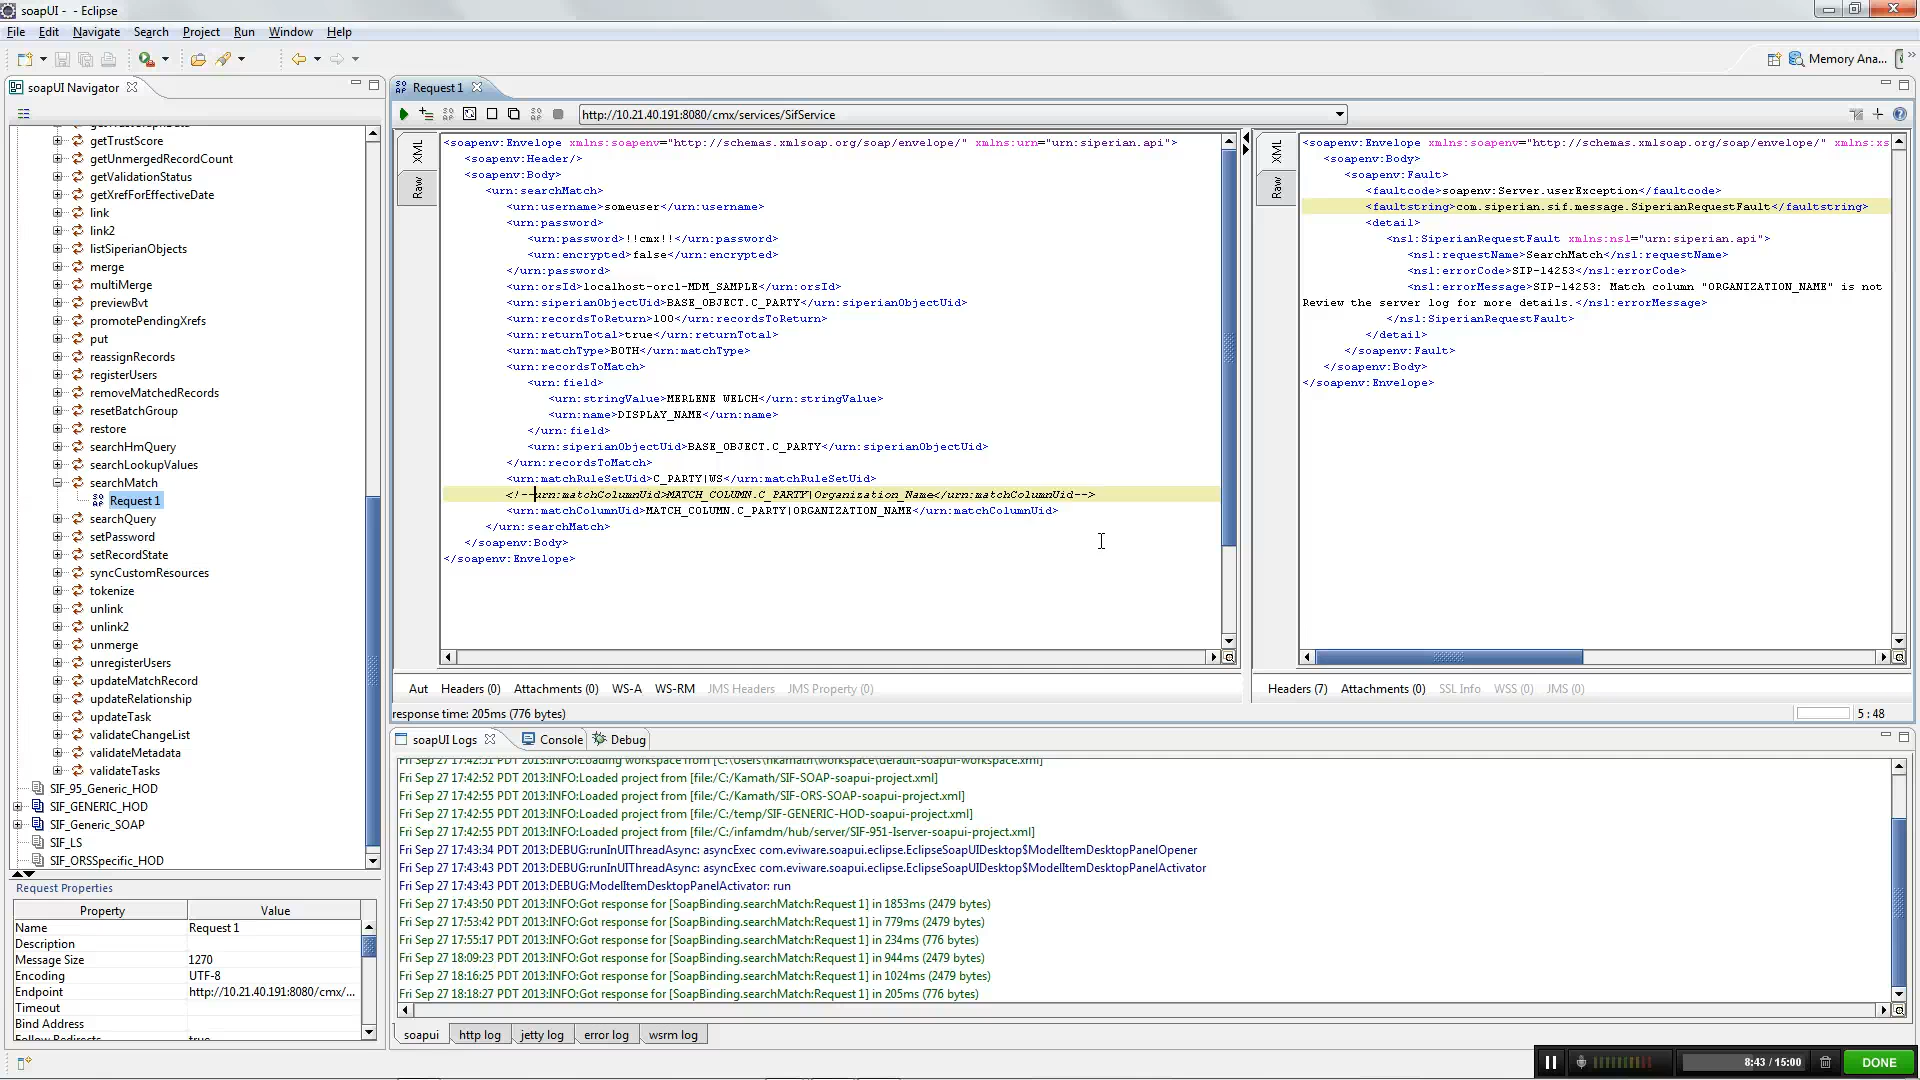 soapUI - - Eclipse
File Edit Navigate Search Project Run Window Help
Memory Ana...
soapUI Navigator
getTrustScore
getUnmergedRecordCount
getValidationStatus
getXrefForEffectiveDate
link
link2
listSiperianObjects
merge
multiMerge
previewBvt
promotePendingXrefs
put
reassignRecords
registerUsers
removeMatchedRecords
resetBatchGroup
restore
searchHmQuery
searchLookupValues
searchMatch
Request 1
searchQuery
setPassword
setRecordState
syncCustomResources
tokenize
unlink
unlink2
unmerge
unregisterUsers
updateMatchRecord
updateRelationship
updateTask
validateChangeList
validateMetadata
validateTasks
SIF_95_Generic_HOD
SIF_GENERIC_HOD
SIF_Generic_SOAP
SIF_LS
SIF_ORSSpecific_HOD
Request Properties
Property Value
Name Request 1
Description
Message Size 1270
Encoding UTF-8
Endpoint http://10.21.40.191:8080/cmx/...
Timeout
Bind Address
Follow Redirects true
Request 1
http://10.21.40.191:8080/cmx/services/SifService
XML
Raw
<soapenv:Envelope xmlns:soapenv="http://schemas.xmlsoap.org/soap/envelope/" xmlns:urn="urn:siperian.api">
<soapenv:Header/>
<soapenv:Body>
<urn:searchMatch>
<urn:username>someuser</urn:username>
<urn:password>
<urn:password>!!cmx!!</urn:password>
<urn:encrypted>false</urn:encrypted>
</urn:password>
<urn:orsId>localhost-orcl-MDM_SAMPLE</urn:orsId>
<urn:siperianObjectUid>BASE_OBJECT.C_PARTY</urn:siperianObjectUid>
<urn:recordsToReturn>100</urn:recordsToReturn>
<urn:returnTotal>true</urn:returnTotal>
<urn:matchType>BOTH</urn:matchType>
<urn:recordsToMatch>
<urn:field>
<urn:stringValue>MERLENE WELCH</urn:stringValue>
<urn:name>DISPLAY_NAME</urn:name>
</urn:field>
<urn:siperianObjectUid>BASE_OBJECT.C_PARTY</urn:siperianObjectUid>
</urn:recordsToMatch>
<urn:matchRuleSetUid>C_PARTY|WS</urn:matchRuleSetUid>
<!--urn:matchColumnUid>MATCH_COLUMN.C_PARTY|Organization_Name</urn:matchColumnUid-->
<urn:matchColumnUid>MATCH_COLUMN.C_PARTY|ORGANIZATION_NAME</urn:matchColumnUid>
</urn:searchMatch>
</soapenv:Body>
</soapenv:Envelope>
Aut Headers (0) Attachments (0) WS-A WS-RM JMS Headers JMS Property (0)
response time: 205ms (776 bytes)
XML
Raw
<soapenv:Envelope xmlns:soapenv="http://schemas.xmlsoap.org/soap/envelope/" xmlns:xs
<soapenv:Body>
<soapenv:Fault>
<faultcode>soapenv:Server.userException</faultcode>
<faultstring>com.siperian.sif.message.SiperianRequestFault</faultstring>
<detail>
<ns1:SiperianRequestFault xmlns:ns1="urn:siperian.api">
<ns1:requestName>SearchMatch</ns1:requestName>
<ns1:errorCode>SIP-14253</ns1:errorCode>
<ns1:errorMessage>SIP-14253: Match column "ORGANIZATION_NAME" is not
Review the server log for more details.</ns1:errorMessage>
</ns1:SiperianRequestFault>
</detail>
</soapenv:Fault>
</soapenv:Body>
</soapenv:Envelope>
Headers (7) Attachments (0) SSL Info WSS (0) JMS (0)
5 : 48
soapUI Logs Console Debug
Fri Sep 27 17:42:51 PDT 2013:INFO:Loading workspace from [C:\Users\hkamath\workspace\default-soapui-workspace.xml]
Fri Sep 27 17:42:52 PDT 2013:INFO:Loaded project from [file:/C:/Kamath/SIF-SOAP-soapui-project.xml]
Fri Sep 27 17:42:55 PDT 2013:INFO:Loaded project from [file:/C:/Kamath/SIF-ORS-SOAP-soapui-project.xml]
Fri Sep 27 17:42:55 PDT 2013:INFO:Loaded project from [file:/C:/temp/SIF-GENERIC-HOD-soapui-project.xml]
Fri Sep 27 17:42:55 PDT 2013:INFO:Loaded project from [file:/C:/infamdm/hub/server/SIF-951-Iserver-soapui-project.xml]
Fri Sep 27 17:43:34 PDT 2013:DEBUG:runInUIThreadAsync: asyncExec com.eviware.soapui.eclipse.EclipseSoapUIDesktop$ModelItemDesktopPanelOpener
Fri Sep 27 17:43:43 PDT 2013:DEBUG:runInUIThreadAsync: asyncExec com.eviware.soapui.eclipse.EclipseSoapUIDesktop$ModelItemDesktopPanelActivator
Fri Sep 27 17:43:43 PDT 2013:DEBUG:ModelItemDesktopPanelActivator: run
Fri Sep 27 17:43:50 PDT 2013:INFO:Got response for [SoapBinding.searchMatch:Request 1] in 1853ms (2479 bytes)
Fri Sep 27 17:53:42 PDT 2013:INFO:Got response for [SoapBinding.searchMatch:Request 1] in 779ms (2479 bytes)
Fri Sep 27 17:55:17 PDT 2013:INFO:Got response for [SoapBinding.searchMatch:Request 1] in 234ms (776 bytes)
Fri Sep 27 18:09:23 PDT 2013:INFO:Got response for [SoapBinding.searchMatch:Request 1] in 944ms (2479 bytes)
Fri Sep 27 18:16:25 PDT 2013:INFO:Got response for [SoapBinding.searchMatch:Request 1] in 1024ms (2479 bytes)
Fri Sep 27 18:18:27 PDT 2013:INFO:Got response for [SoapBinding.searchMatch:Request 1] in 205ms (776 bytes)
soapui http log jetty log error log wsrm log
8:43 / 15:00 DONE